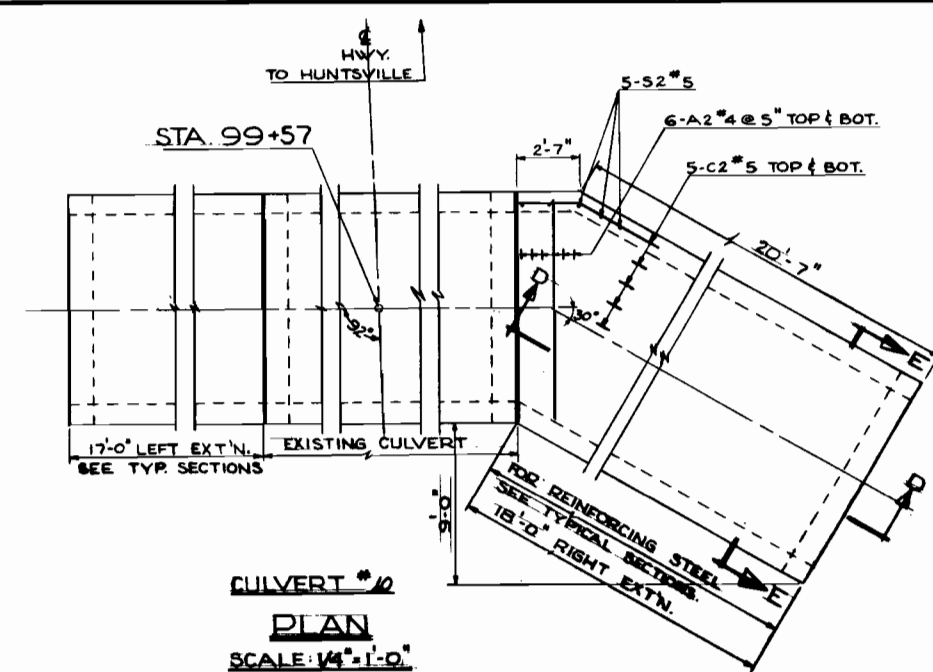 ℄
HWY.
TO HUNTSVILLE
STA. 99+57
5-S2 #5
6-A2 #4 @ 5" TOP & BOT.
2'-7"
5-C2 #5 TOP & BOT.
20'-7"
D
30°
92°
E
17'-0" LEFT EXT'N.
SEE TYP. SECTIONS
EXISTING CULVERT
9'-0"
FOR REINFORCING STEEL
SEE TYPICAL SECTIONS.
18'-0" RIGHT EXT'N.
D
E
CULVERT #10
PLAN
SCALE: 1/4" = 1'-0"